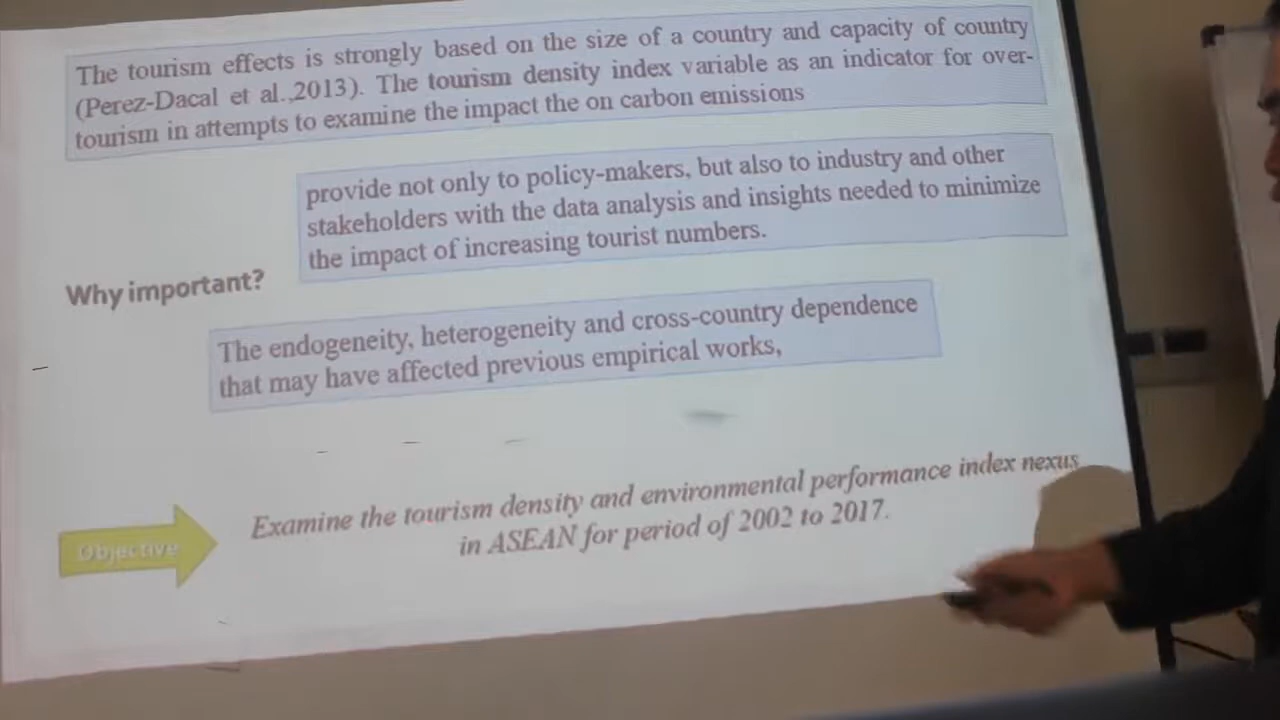 The tourism effects is strongly based on the size of a country and capacity of country
(Perez-Dacal et al.,2013). The tourism density index variable as an indicator for over-
tourism in attempts to examine the impact the on carbon emissions
provide not only to policy-makers, but also to industry and other
stakeholders with the data analysis and insights needed to minimize
the impact of increasing tourist numbers.
Why important?
The endogeneity, heterogeneity and cross-country dependence
that may have affected previous empirical works,
Examine the tourism density and environmental performance index nexus
in ASEAN for period of 2002 to 2017.
Objective